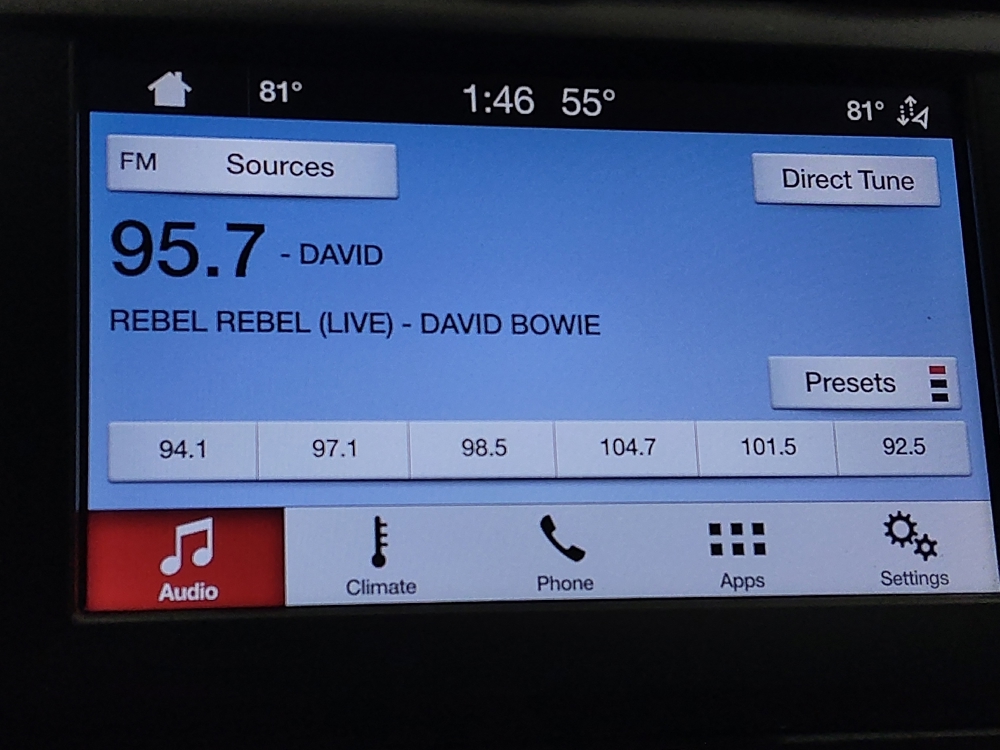 81° 1:46 55° 81°
FM Sources Direct Tune
95.7 - DAVID
REBEL REBEL (LIVE) - DAVID BOWIE
Presets
94.1 97.1 98.5 104.7 101.5 92.5
Audio Climate Phone Apps Settings